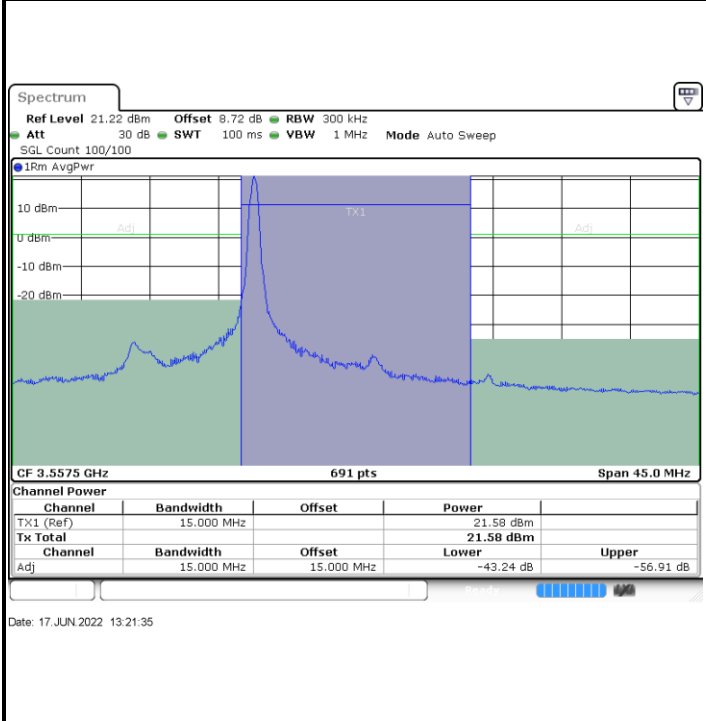 Spectrum
Ref Level 21.22 dBm Offset 8.72 dB RBW 300 kHz
Att 30 dB SWT 100 ms VBW 1 MHz Mode Auto Sweep
SGL Count 100/100
1Rm AvgPwr
10 dBm
TX1
Adj Adj
0 dBm
-10 dBm
-20 dBm
CF 3.5575 GHz 691 pts Span 45.0 MHz
Channel Power
Channel Bandwidth Offset Power
TX1 (Ref) 15.000 MHz 21.58 dBm
Tx Total 21.58 dBm
Channel Bandwidth Offset Lower Upper
Adj 15.000 MHz 15.000 MHz -43.24 dB -56.91 dB
Ready
Date: 17.JUN.2022 13:21:35